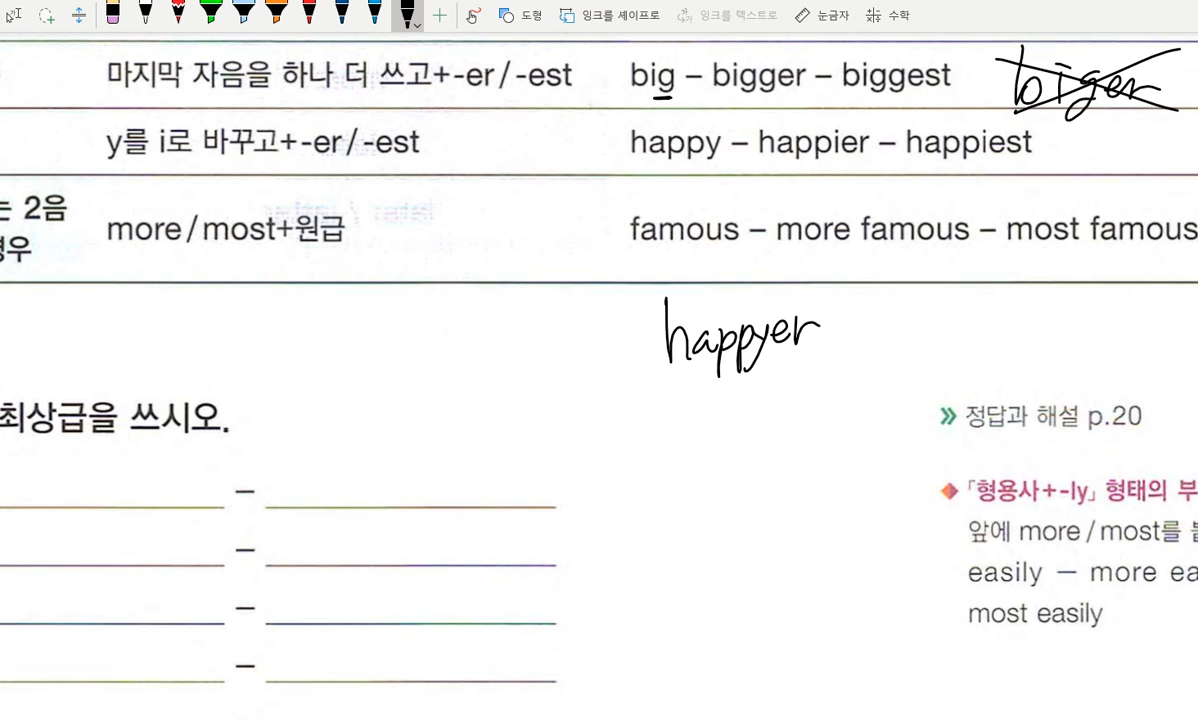 도형 잉크를 셰이프로 잉크를 텍스트로 눈금자 수학
마지막 자음을 하나 더 쓰고+-er/-est big – bigger – biggest biger
y를 i로 바꾸고+-er/-est happy – happier – happiest
는 2음
경우
more/most+원급 famous – more famous – most famous
happyer
최상급을 쓰시오.
» 정답과 해설 p.20
–
「형용사+-ly」 형태의 부
–
앞에 more/most를
easily – more ea
–
most easily
–